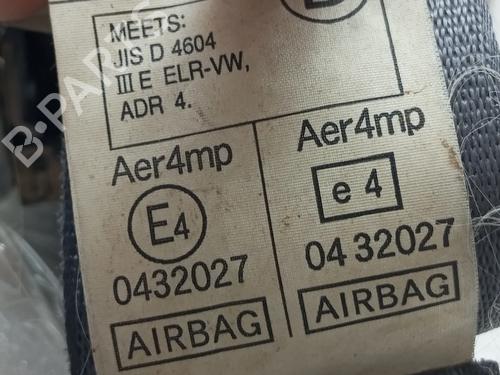 MEETS:
JIS D 4604
III E ELR-VW,
ADR 4.
Aer4mp
E4
0432027
AIRBAG
Aer4mp
e 4
04 32027
AIRBAG
B-PARTS